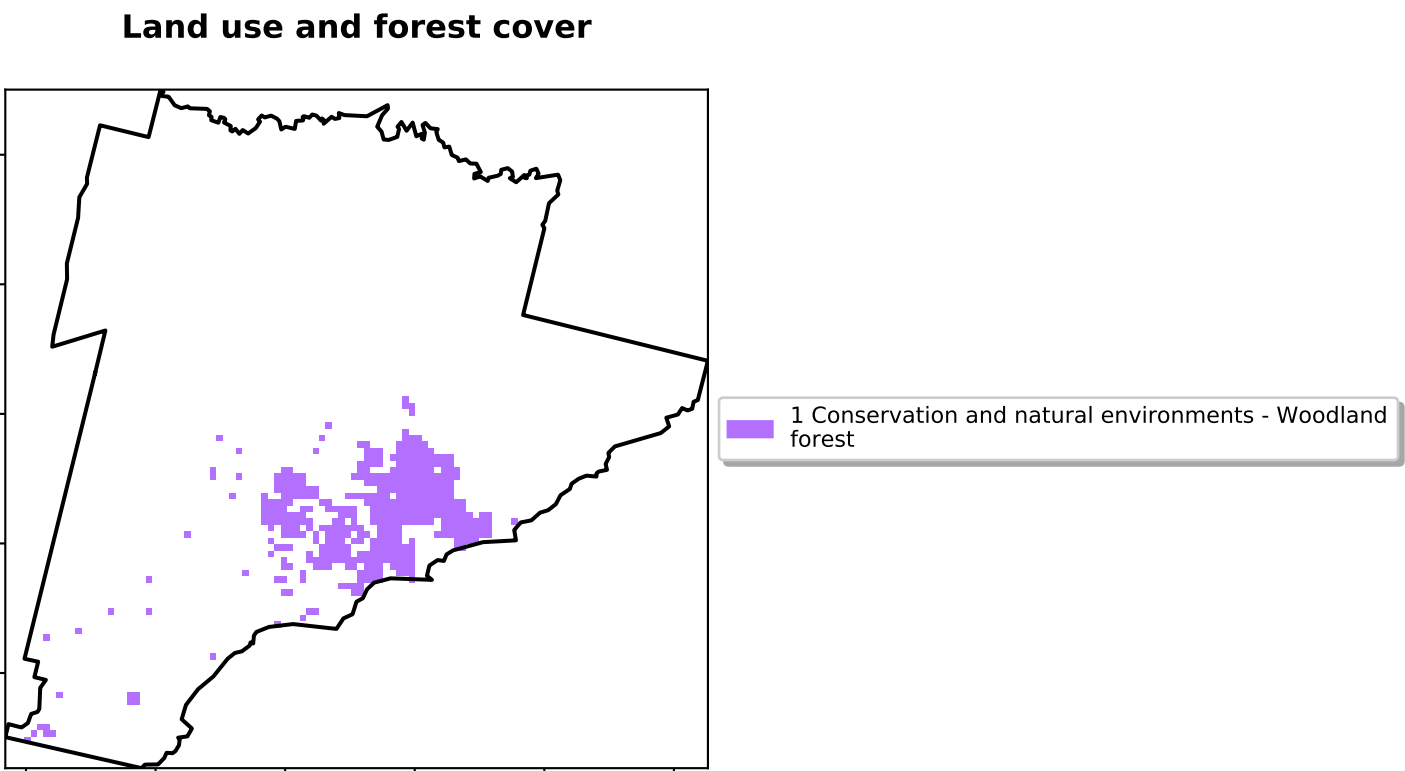 Land use and forest cover
1 Conservation and natural environments - Woodland
forest